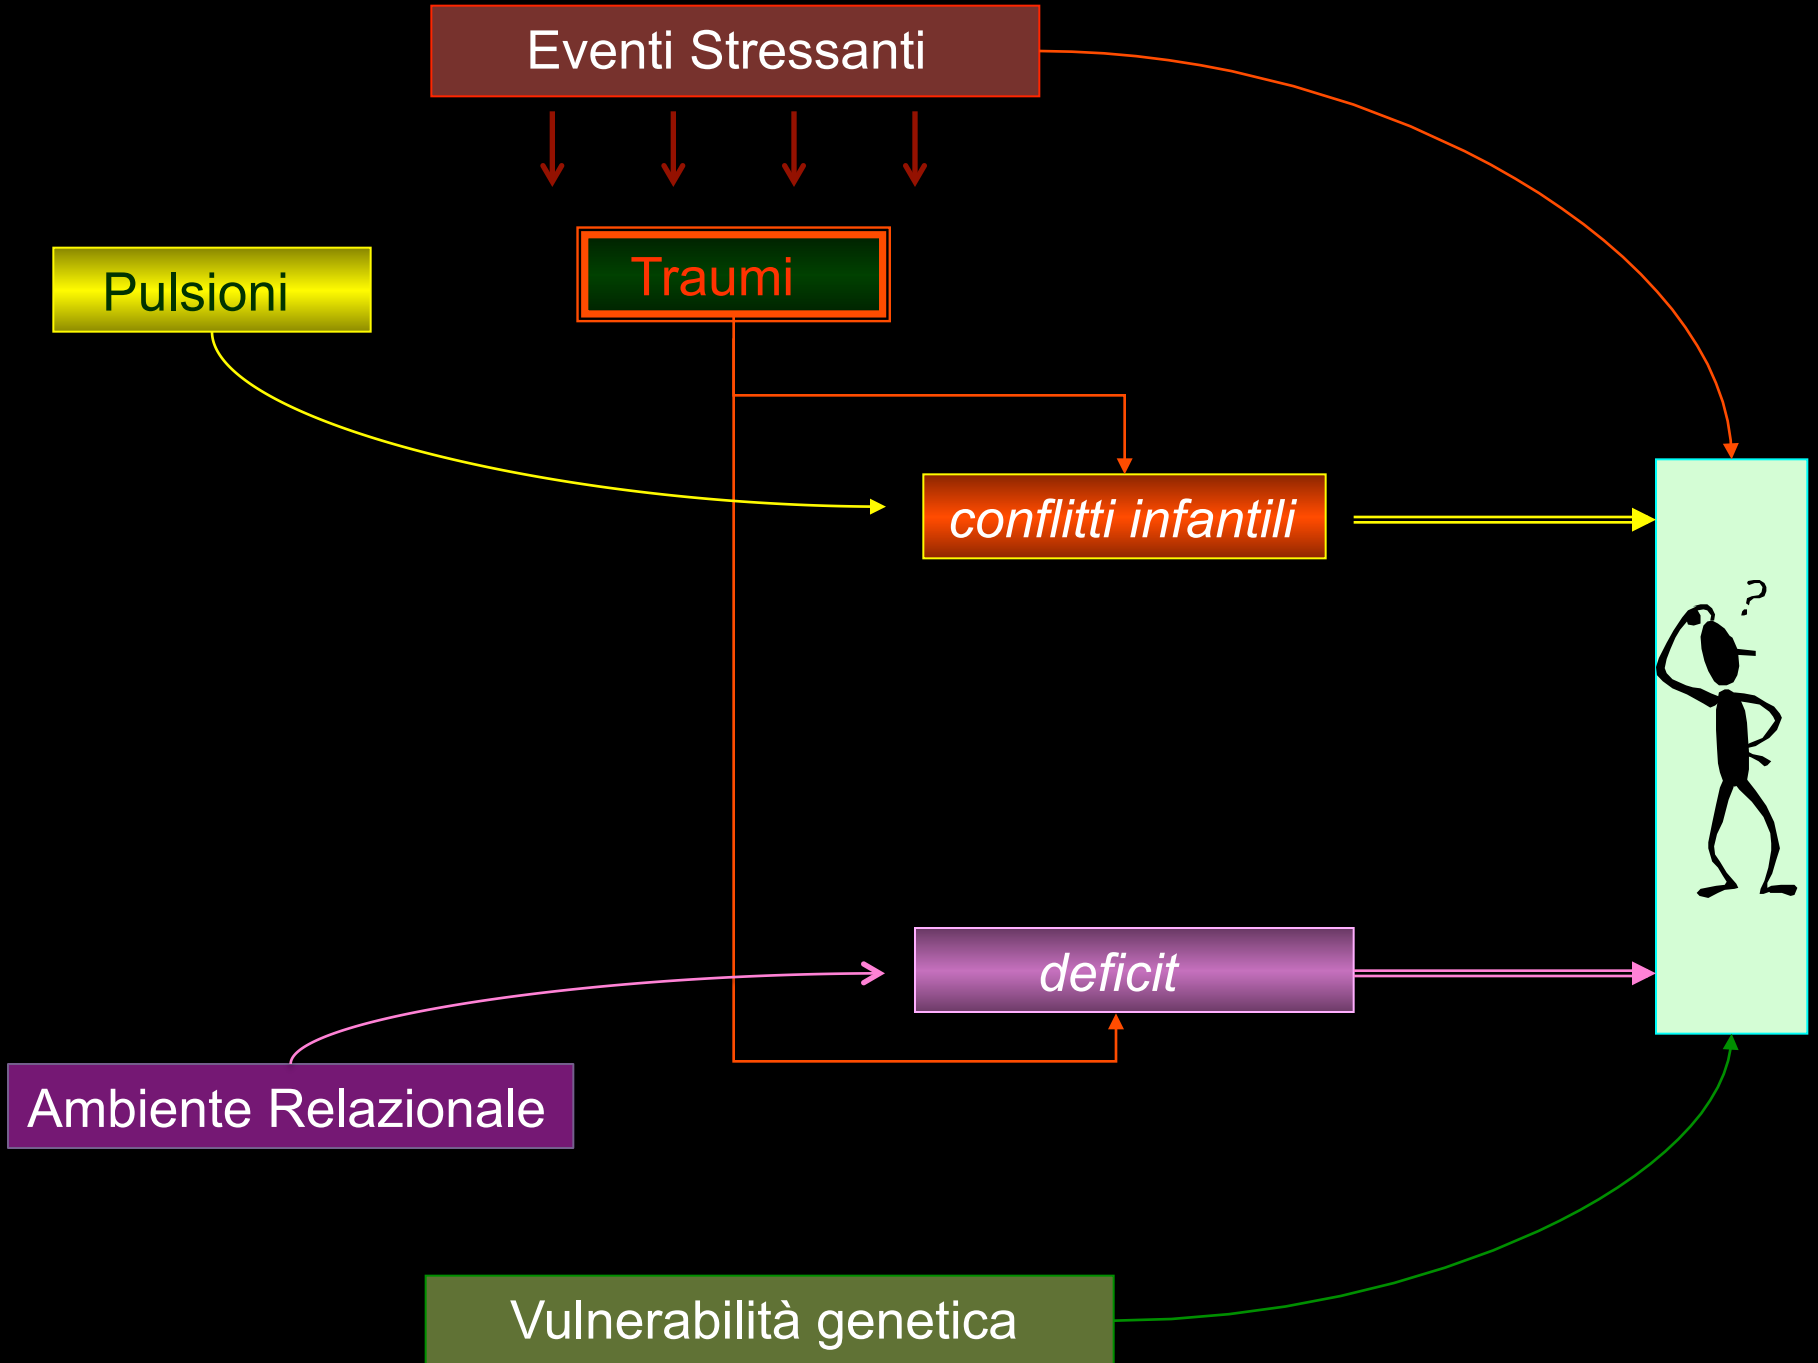 Eventi Stressanti
Pulsioni
Traumi
conflitti infantili
?
deficit
Ambiente Relazionale
Vulnerabilità genetica